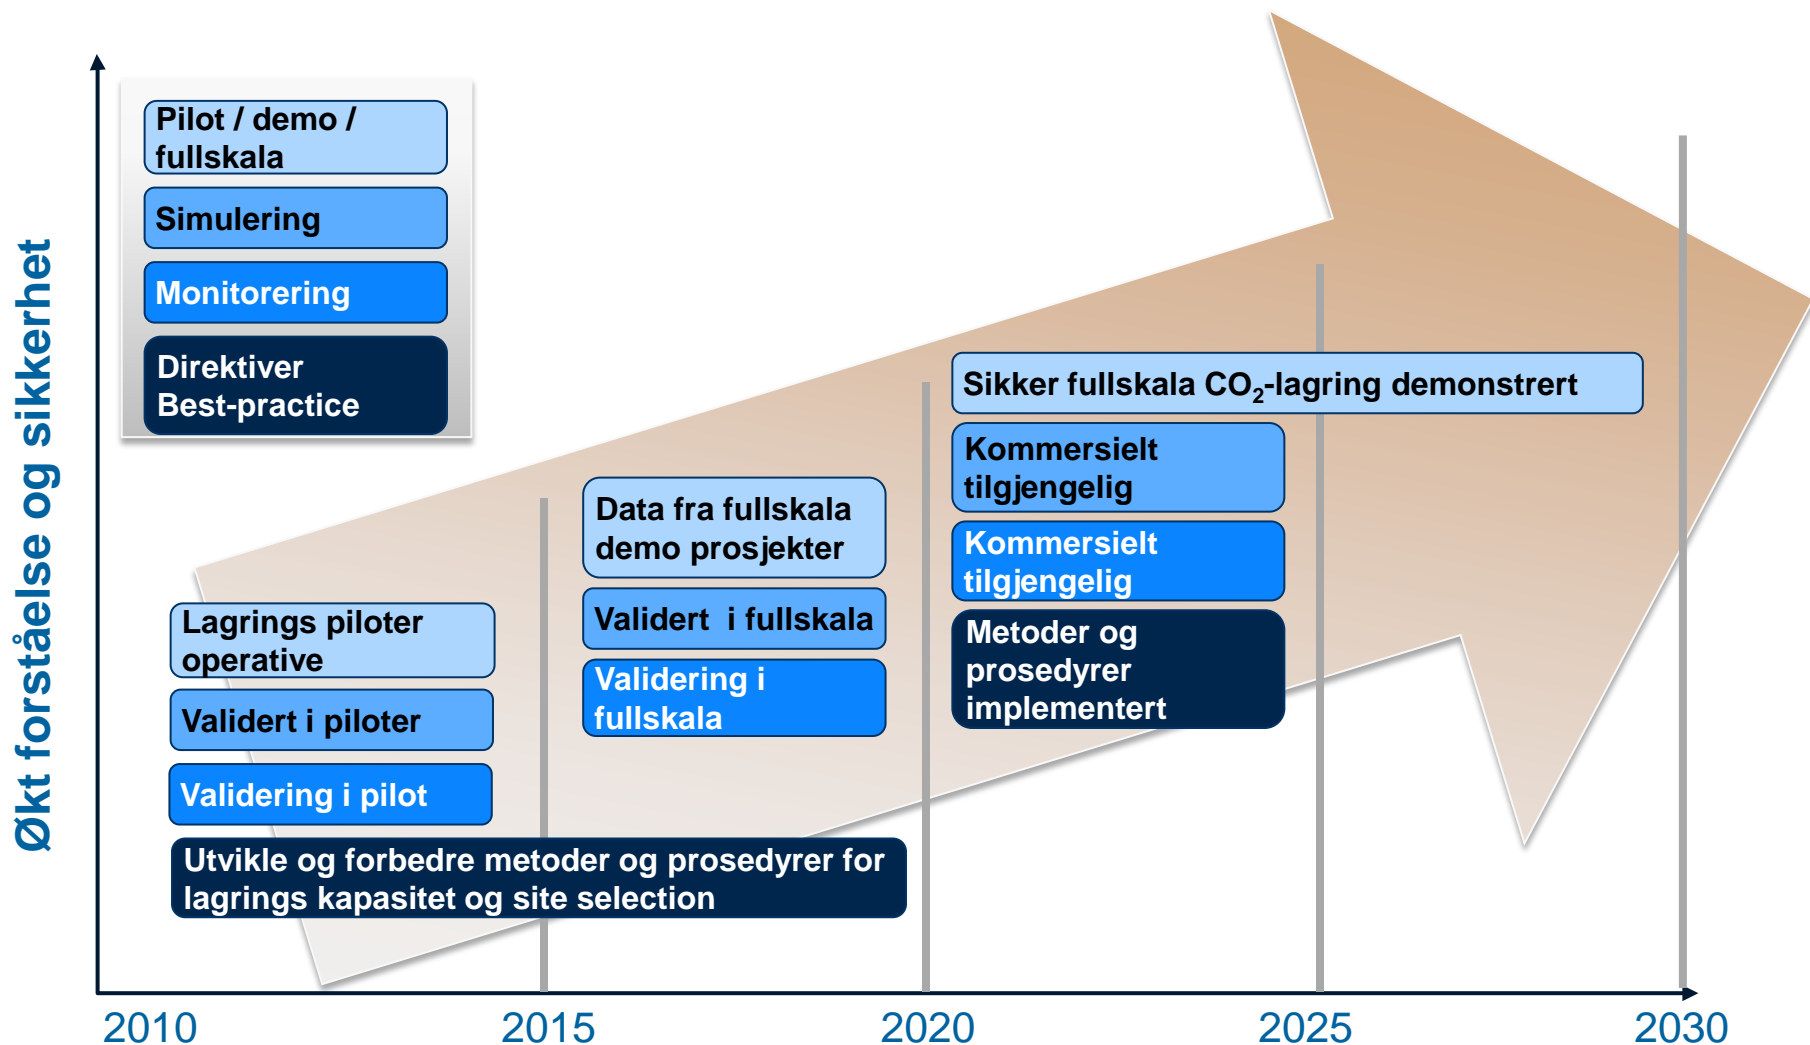 Økt forståelse og sikkerhet
Pilot / demo /
fullskala
Simulering
Monitorering
Direktiver
Best-practice
Lagrings piloter
operative
Validert i piloter
Validering i pilot
Utvikle og forbedre metoder og prosedyrer for
lagrings kapasitet og site selection
Data fra fullskala
demo prosjekter
Validert i fullskala
Validering i
fullskala
Sikker fullskala CO₂-lagring demonstrert
Kommersielt
tilgjengelig
Kommersielt
tilgjengelig
Metoder og
prosedyrer
implementert
2010 2015 2020 2025 2030